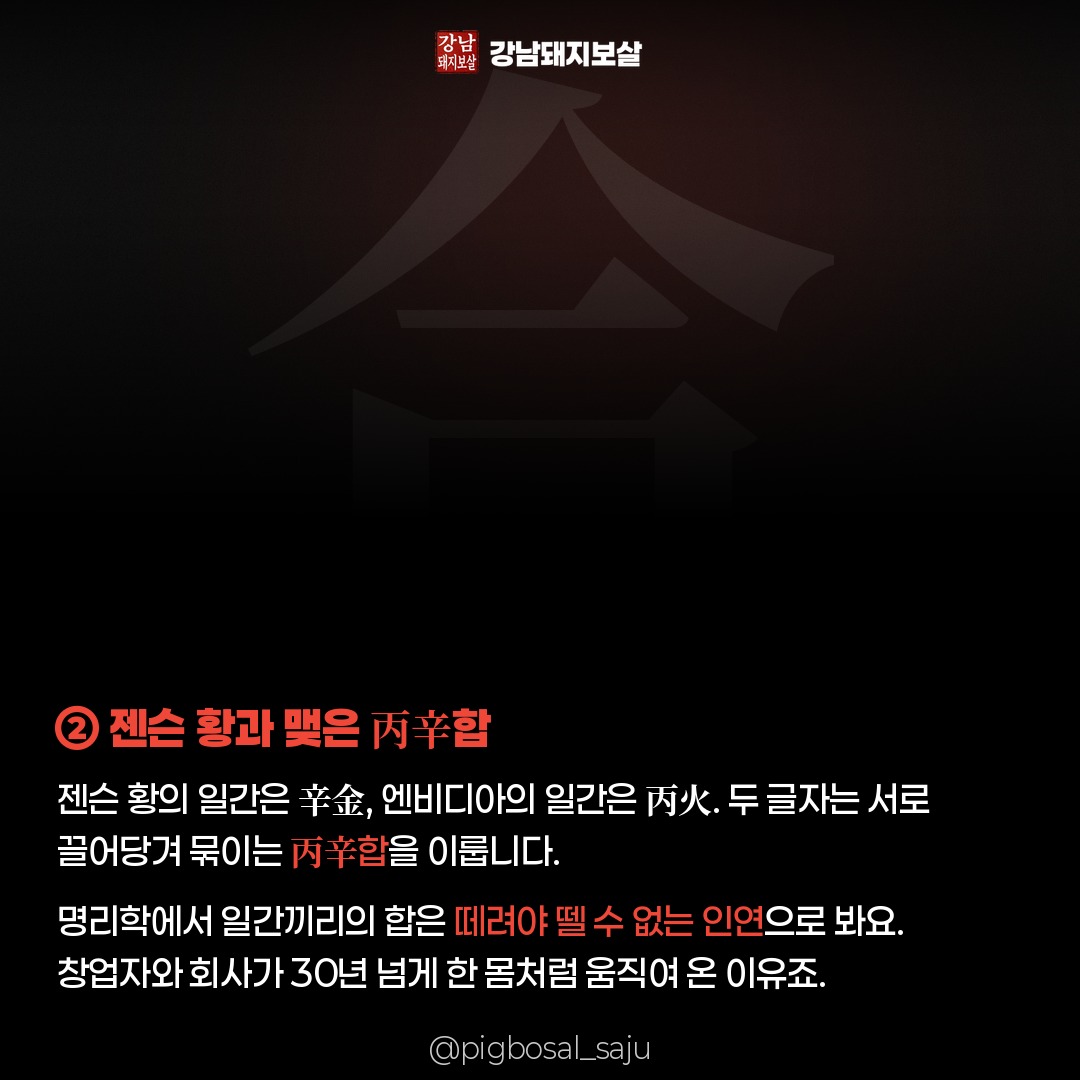 강남
돼지보살
강남돼지보살
合
② 젠슨 황과 맺은 丙辛합
젠슨 황의 일간은 辛金, 엔비디아의 일간은 丙火. 두 글자는 서로
끌어당겨 묶이는 丙辛합을 이룹니다.
명리학에서 일간끼리의 합은 떼려야 뗄 수 없는 인연으로 봐요.
창업자와 회사가 30년 넘게 한 몸처럼 움직여 온 이유죠.
@pigbosal_saju